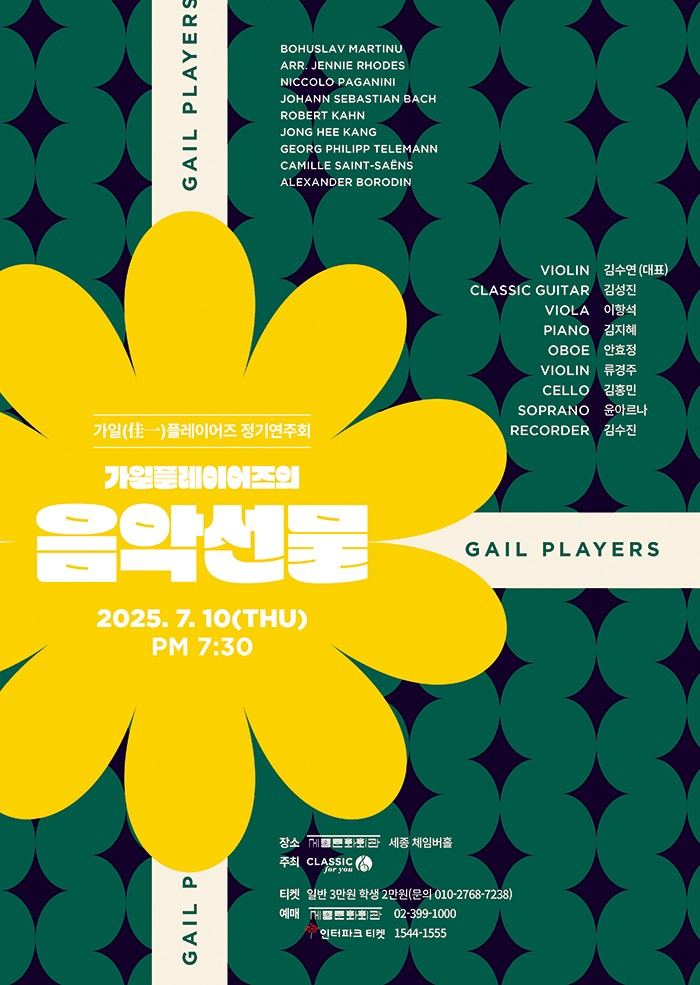 GAIL PLAYERS
BOHUSLAV MARTINU
ARR. JENNIE RHODES
NICCOLO PAGANINI
JOHANN SEBASTIAN BACH
ROBERT KAHN
JONG HEE KANG
GEORG PHILIPP TELEMANN
CAMILLE SAINT-SAËNS
ALEXANDER BORODIN
VIOLIN 김수연 (대표)
CLASSIC GUITAR 김성진
VIOLA 이항석
PIANO 김지혜
OBOE 안효정
VIOLIN 류경주
CELLO 김홍민
SOPRANO 윤아르나
RECORDER 김수진
가일(佳一)플레이어즈 정기연주회
가일플레이어즈의
음악선물
GAIL PLAYERS
2025. 7. 10(THU)
PM 7:30
장소 세종문화회관 세종 체임버홀
주최 CLASSIC for you
티켓 일반 3만원 학생 2만원(문의 010-2768-7238)
예매 세종문화회관 02-399-1000
인터파크 티켓 1544-1555
GAIL P